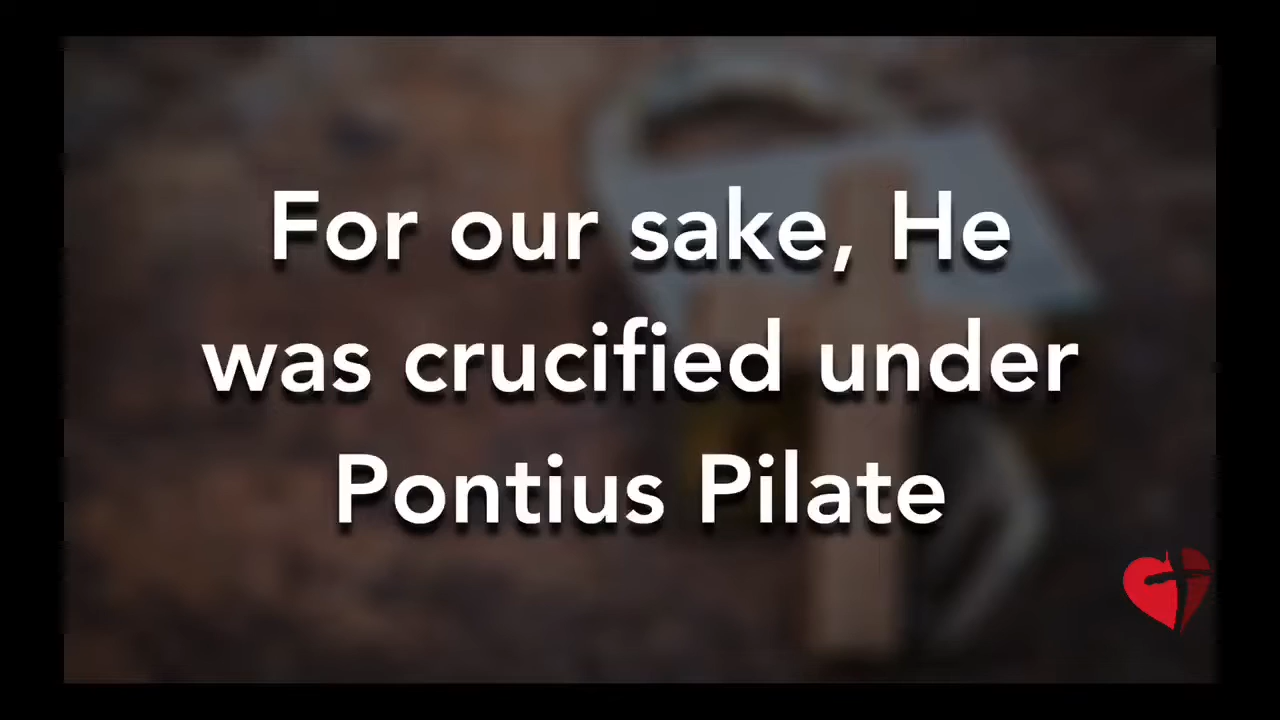 For our sake, He
was crucified under
Pontius Pilate